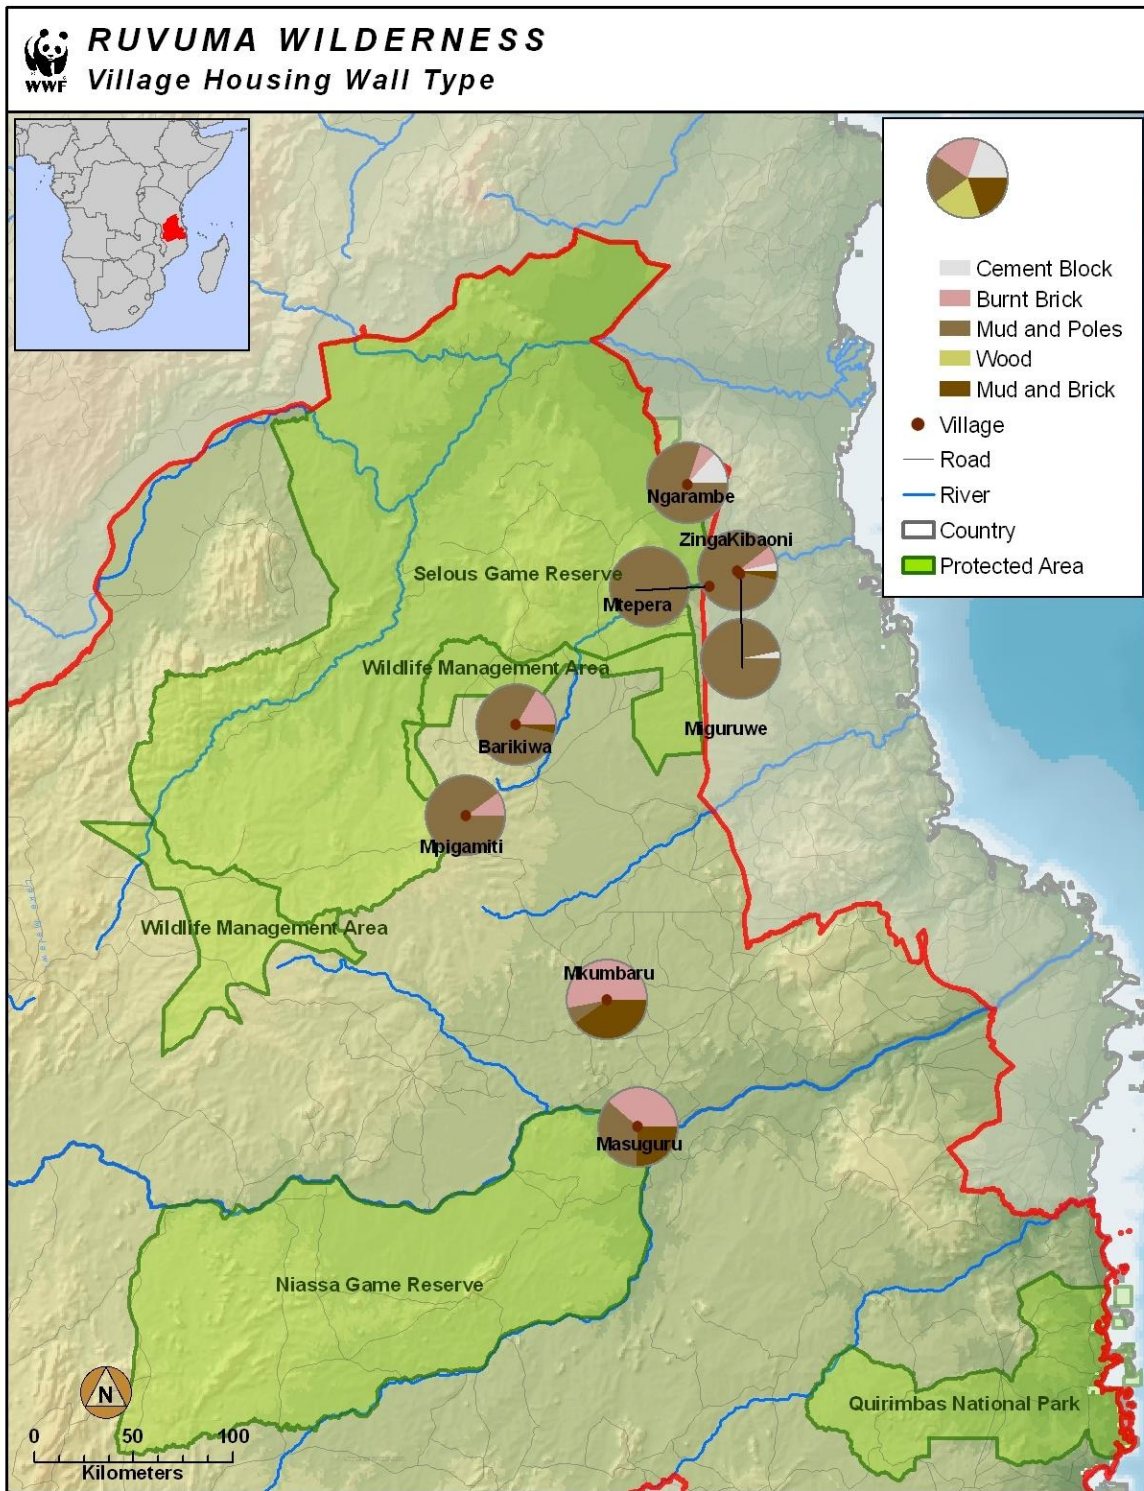 RUVUMA WILDERNESS
WWF
Village Housing Wall Type
Cement Block
Burnt Brick
Mud and Poles
Wood
Mud and Brick
Village
Road
River
Country
Protected Area
Ngarambe
ZingaKibaoni
Selous Game Reserve
Mtepera
Wildlife Management Area
Miguruwe
Barikiwa
Mpigamiti
Wildlife Management Area
Mkumbaru
Masuguru
Niassa Game Reserve
Quirimbas National Park
N
0 50 100
Kilometers